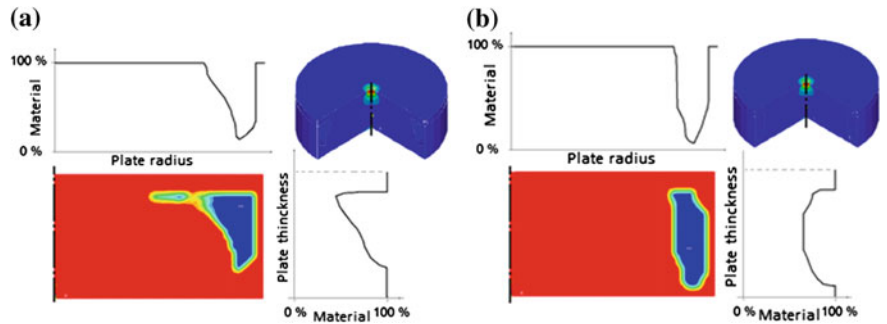 (a)
100 %
Material
0 %
Plate radius
Plate thinckness
0 %
Material
100 %
(b)
100 %
Material
0 %
Plate radius
Plate thinckness
0 %
Material
100 %